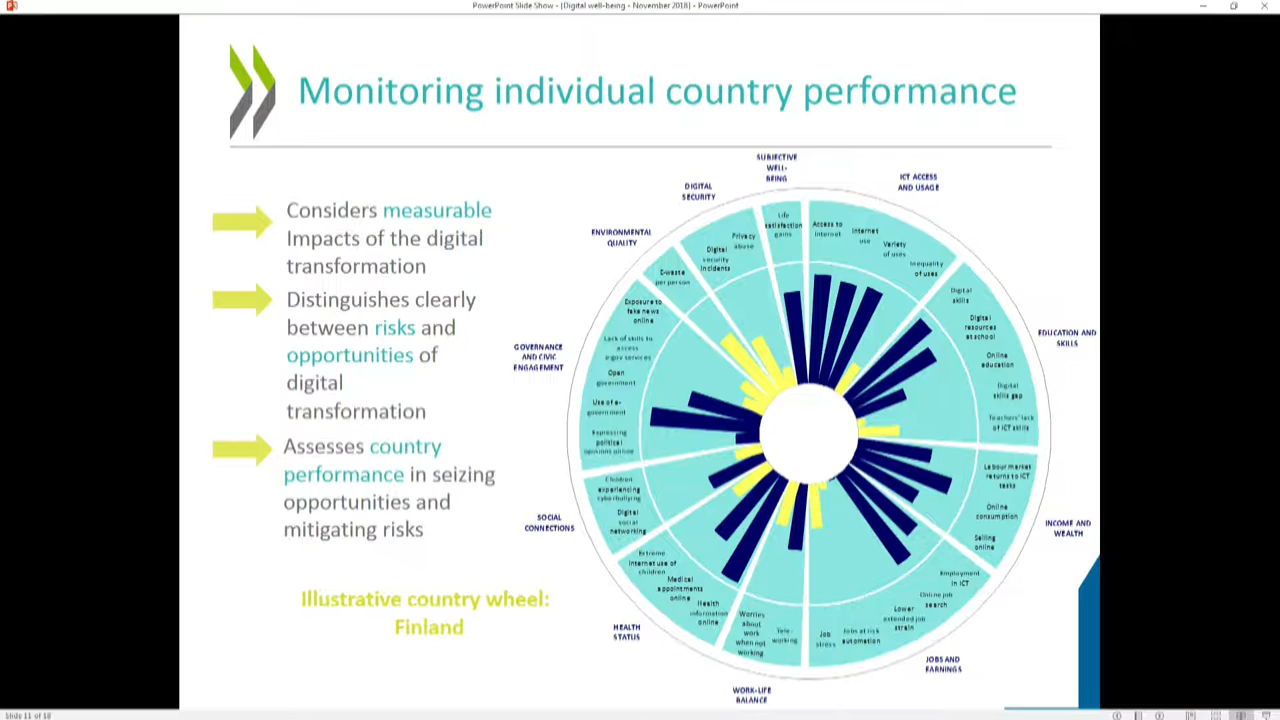 PowerPoint Slide Show - [Digital well-being - November 2018] - PowerPoint
Monitoring individual country performance
Considers measurable
Impacts of the digital
transformation
Distinguishes clearly
between risks and
opportunities of
digital
transformation
Assesses country
performance in seizing
opportunities and
mitigating risks
Illustrative country wheel:
Finland
SUBJECTIVE
WELL-
BEING
ICT ACCESS
AND USAGE
EDUCATION AND
SKILLS
INCOME AND
WEALTH
JOBS AND
EARNINGS
WORK-LIFE
BALANCE
HEALTH
STATUS
SOCIAL
CONNECTIONS
GOVERNANCE
AND CIVIC
ENGAGEMENT
ENVIRONMENTAL
QUALITY
DIGITAL
SECURITY
Life
satisfaction
gains
Access to
internet
Internet
use
Variety
of uses
Inequality
of uses
Digital
skills
Digital
resources
at school
Online
education
Digital
skills gap
Teachers' lack
of ICT skills
Labour market
returns to ICT
tasks
Online
consumption
Selling
online
Employment
in ICT
Online job
search
Lower
extended job
strain
Jobs at risk
automation
Job
stress
Tele-
working
Worries
about
work
when not
working
Health
information
online
Medical
appointments
online
Extreme
internet use of
children
Digital
social
networking
Children
experiencing
cyberbullying
Expressing
political
opinions online
Use of e-
government
Open
government
Lack of skills to
access
e-gov services
Exposure to
fake news
online
E-waste
per person
Digital
security
incidents
Privacy
abuse
Slide 11 of 18